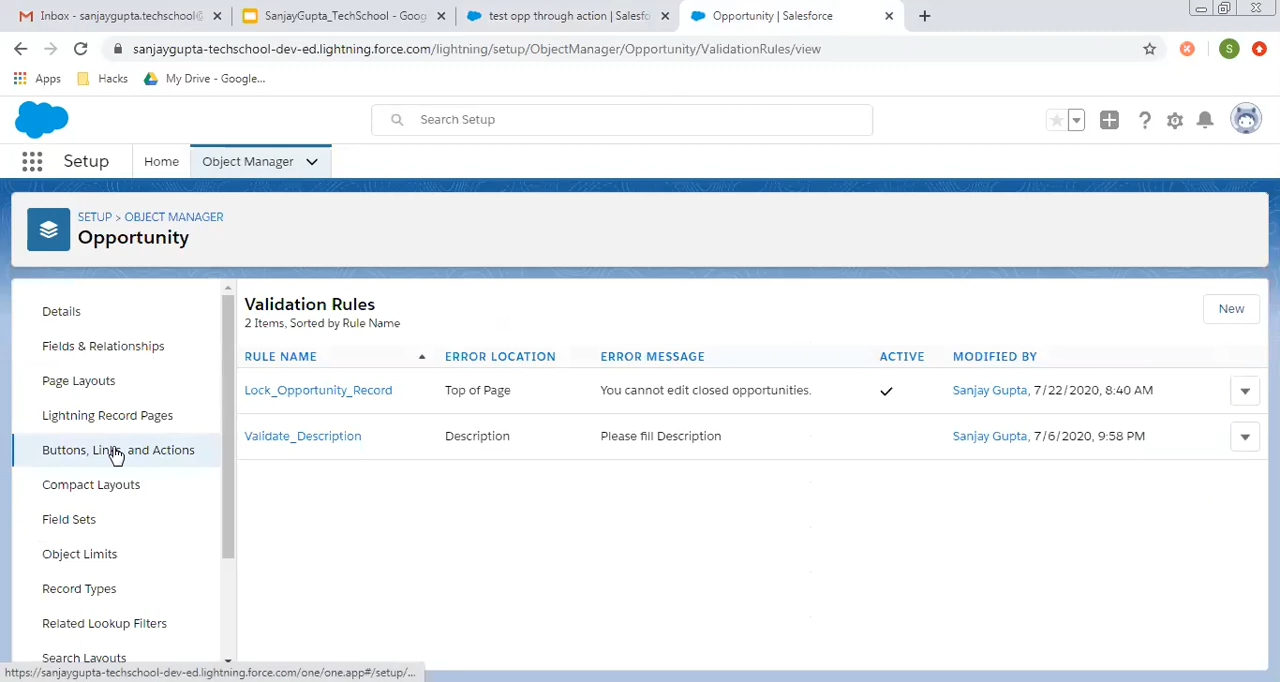 Inbox - sanjaygupta.techschool@
SanjayGupta_TechSchool - Goog
test opp through action | Salesfo
Opportunity | Salesforce
sanjaygupta-techschool-dev-ed.lightning.force.com/lightning/setup/ObjectManager/Opportunity/ValidationRules/view
S
Apps
Hacks
My Drive - Google...
Search Setup
Setup
Home
Object Manager
SETUP > OBJECT MANAGER
Opportunity
Details
Fields & Relationships
Page Layouts
Lightning Record Pages
Buttons, Links, and Actions
Compact Layouts
Field Sets
Object Limits
Record Types
Related Lookup Filters
Search Layouts
Validation Rules
2 Items, Sorted by Rule Name
New
RULE NAME ERROR LOCATION ERROR MESSAGE ACTIVE MODIFIED BY
Lock_Opportunity_Record Top of Page You cannot edit closed opportunities. Sanjay Gupta, 7/22/2020, 8:40 AM
Validate_Description Description Please fill Description Sanjay Gupta, 7/6/2020, 9:58 PM
https://sanjaygupta-techschool-dev-ed.lightning.force.com/one/one.app#/setup/...